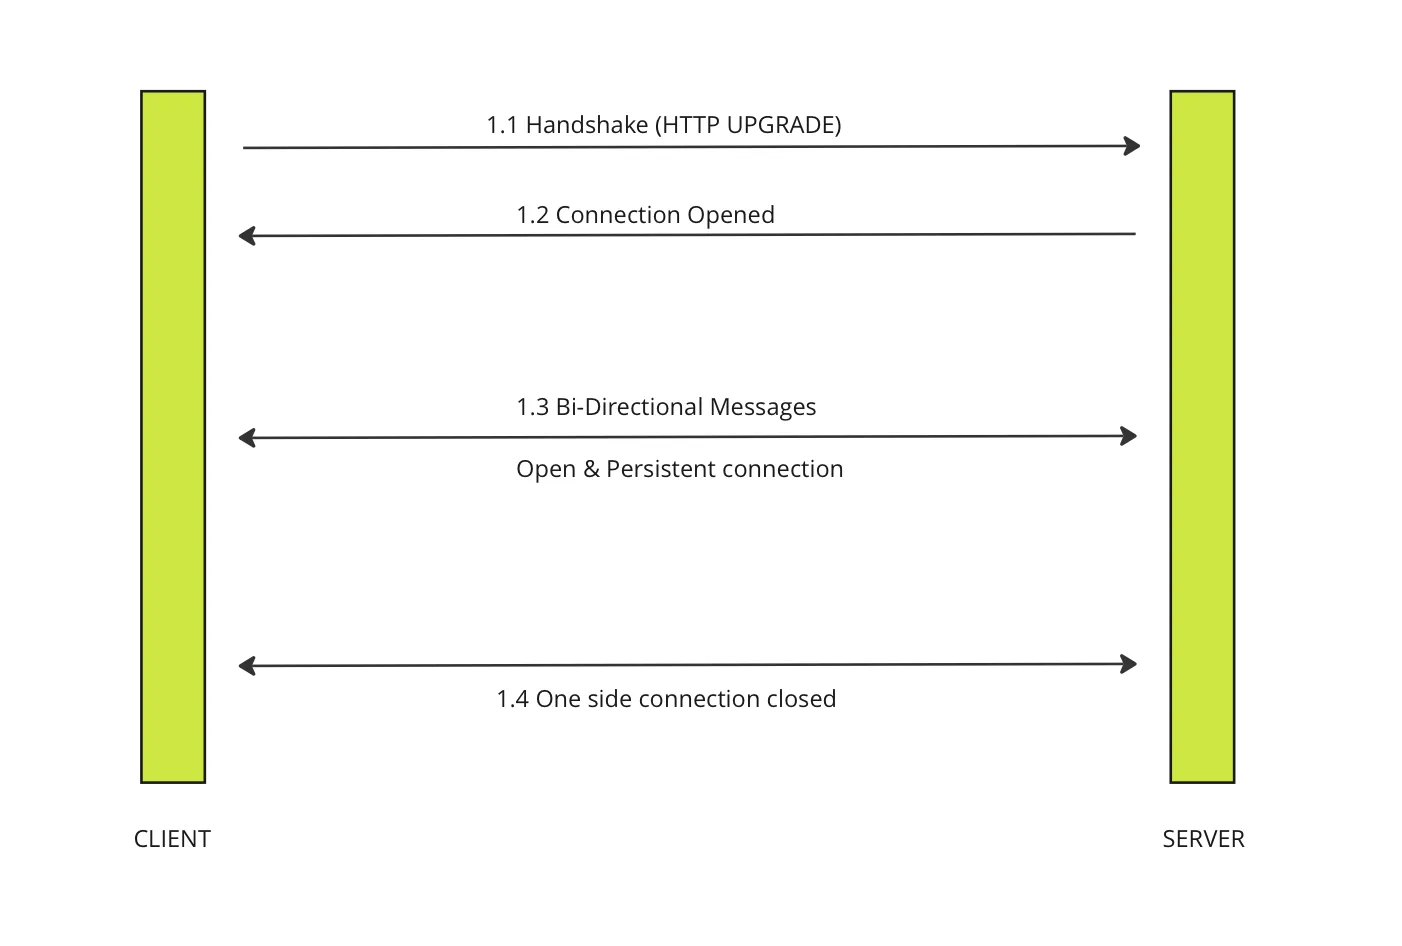 1.1 Handshake (HTTP UPGRADE)
1.2 Connection Opened
1.3 Bi-Directional Messages
Open & Persistent connection
1.4 One side connection closed
CLIENT
SERVER